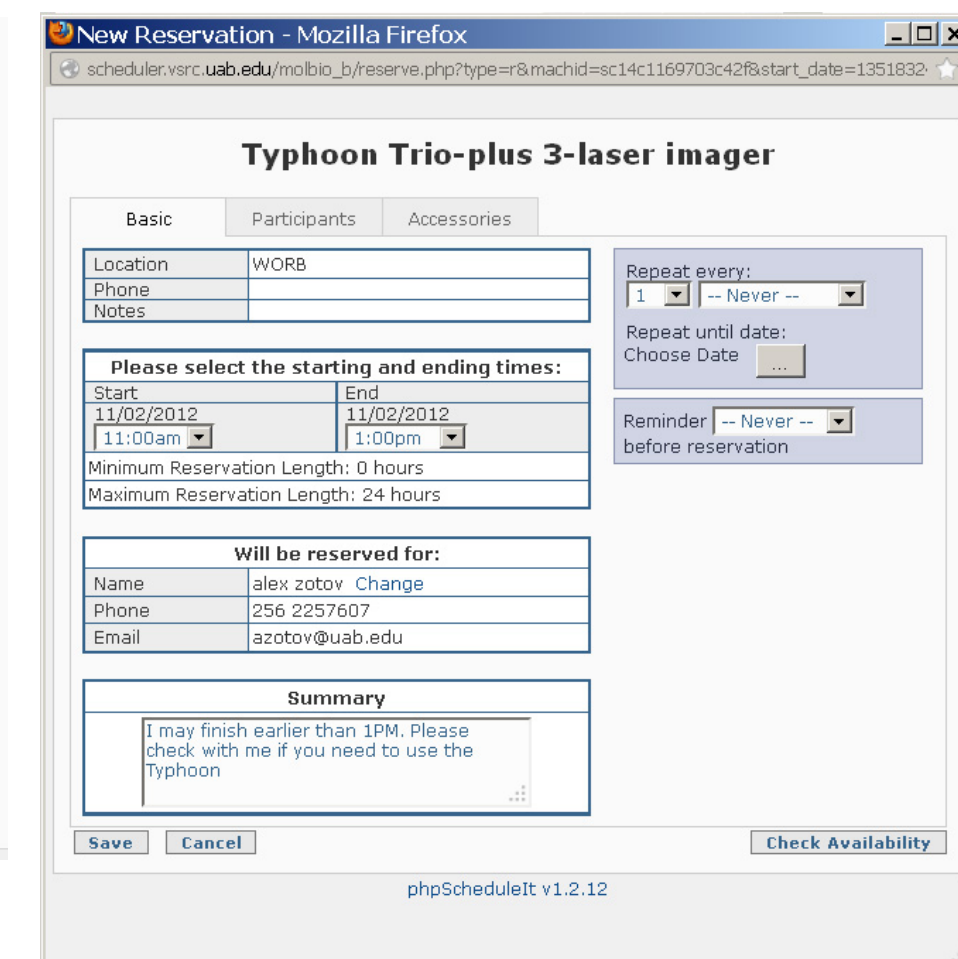 New Reservation - Mozilla Firefox
scheduler.vsrc.uab.edu/molbio_b/reserve.php?type=r&machid=sc14c1169703c42f&start_date=1351832
Typhoon Trio-plus 3-laser imager
Basic Participants Accessories
Location WORB
Phone
Notes
Please select the starting and ending times:
Start End
11/02/2012 11/02/2012
11:00am 1:00pm
Minimum Reservation Length: 0 hours
Maximum Reservation Length: 24 hours
Will be reserved for:
Name alex zotov Change
Phone 256 2257607
Email azotov@uab.edu
Summary
I may finish earlier than 1PM. Please
check with me if you need to use the
Typhoon
Repeat every:
1 -- Never --
Repeat until date:
Choose Date ...
Reminder -- Never --
before reservation
Save Cancel Check Availability
phpScheduleIt v1.2.12